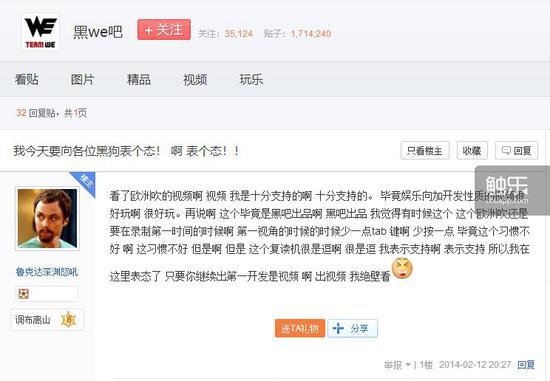 WE
TEAM WE
黑we吧
+ 关注
关注： 35,124 贴子： 1,714,240
看贴 图片 精品 视频 玩乐
32 回复贴，共1页
我今天要向各位黑狗表个态！ 啊 表个态！！
只看楼主 收藏 回复
楼主
触乐
看了欧洲吹的视频啊 视频 我是十分支持的啊 十分支持的。 毕竟娱乐向加开发性质的视频很
好玩啊 很好玩。再说啊 这个毕竟是黑吧出品啊 黑吧出品 我觉得有时候这个 这个欧洲吹还是
要在录制第一时间的时候啊 第一视角的时候的时候少一点tab 键啊 少按一点 毕竟这个习惯不
好 啊 这习惯不好 但是啊 但是 这个复读机很是逗啊 很是逗 我表示支持啊 表示支持 所以我在
这里表态了 只要你继续出第一开发是视频 啊 出视频 我绝壁看
鲁克达深渊怒吼
调布高山 8
送TA礼物 分享
举报 | 1楼 2014-02-12 20:27 回复